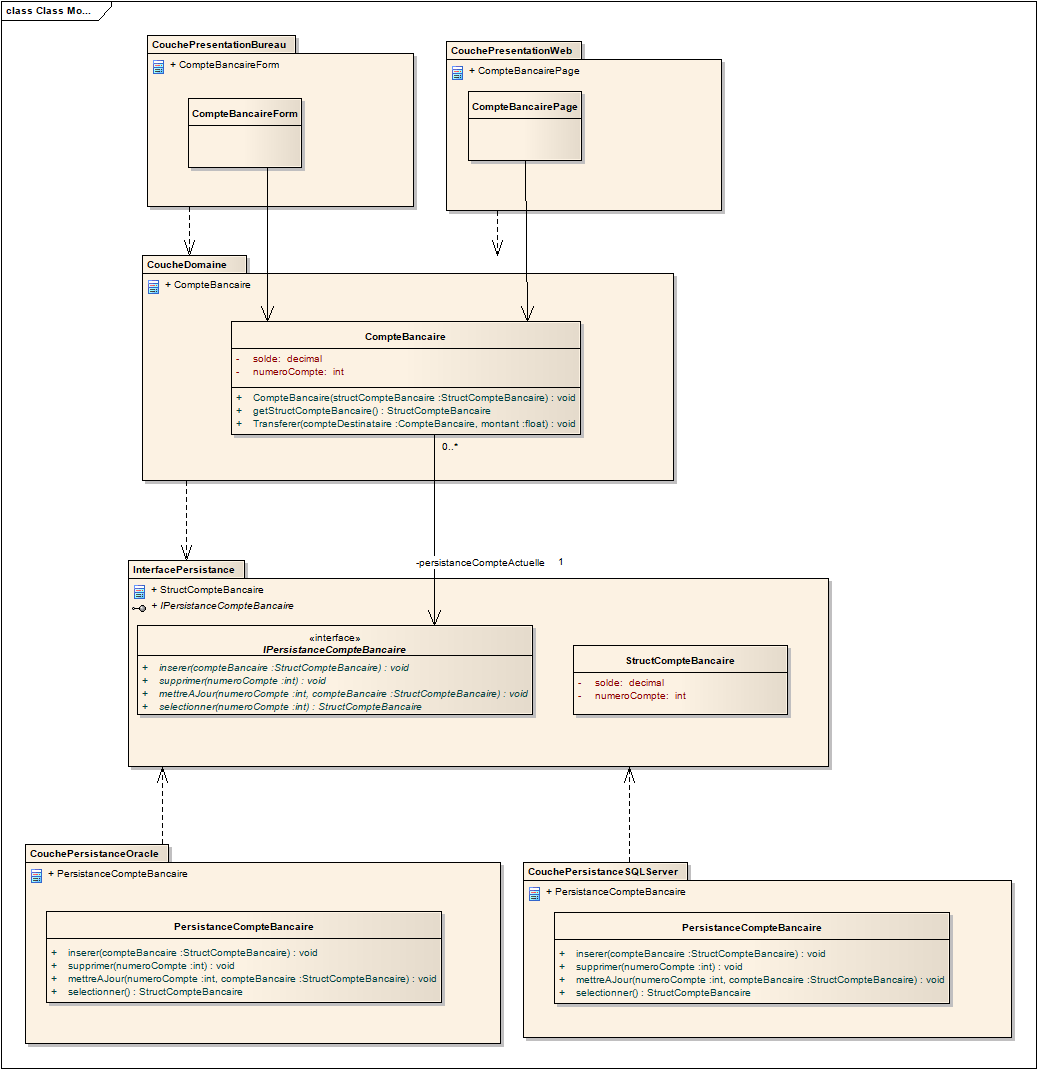 class Class Mo...
CouchePresentationBureau
+ CompteBancaireForm
CompteBancaireForm
CouchePresentationWeb
+ CompteBancairePage
CompteBancairePage
CoucheDomaine
+ CompteBancaire
CompteBancaire
- solde: decimal
- numeroCompte: int
+ CompteBancaire(structCompteBancaire :StructCompteBancaire) : void
+ getStructCompteBancaire() : StructCompteBancaire
+ Transferer(compteDestinataire :CompteBancaire, montant :float) : void
0..*
-persistanceCompteActuelle 1
InterfacePersistance
+ StructCompteBancaire
+ IPersistanceCompteBancaire
«interface»
IPersistanceCompteBancaire
+ inserer(compteBancaire :StructCompteBancaire) : void
+ supprimer(numeroCompte :int) : void
+ mettreAJour(numeroCompte :int, compteBancaire :StructCompteBancaire) : void
+ selectionner(numeroCompte :int) : StructCompteBancaire
StructCompteBancaire
- solde: decimal
- numeroCompte: int
CouchePersistanceOracle
+ PersistanceCompteBancaire
PersistanceCompteBancaire
+ inserer(compteBancaire :StructCompteBancaire) : void
+ supprimer(numeroCompte :int) : void
+ mettreAJour(numeroCompte :int, compteBancaire :StructCompteBancaire) : void
+ selectionner() : StructCompteBancaire
CouchePersistanceSQLServer
+ PersistanceCompteBancaire
PersistanceCompteBancaire
+ inserer(compteBancaire :StructCompteBancaire) : void
+ supprimer(numeroCompte :int) : void
+ mettreAJour(numeroCompte :int, compteBancaire :StructCompteBancaire) : void
+ selectionner() : StructCompteBancaire